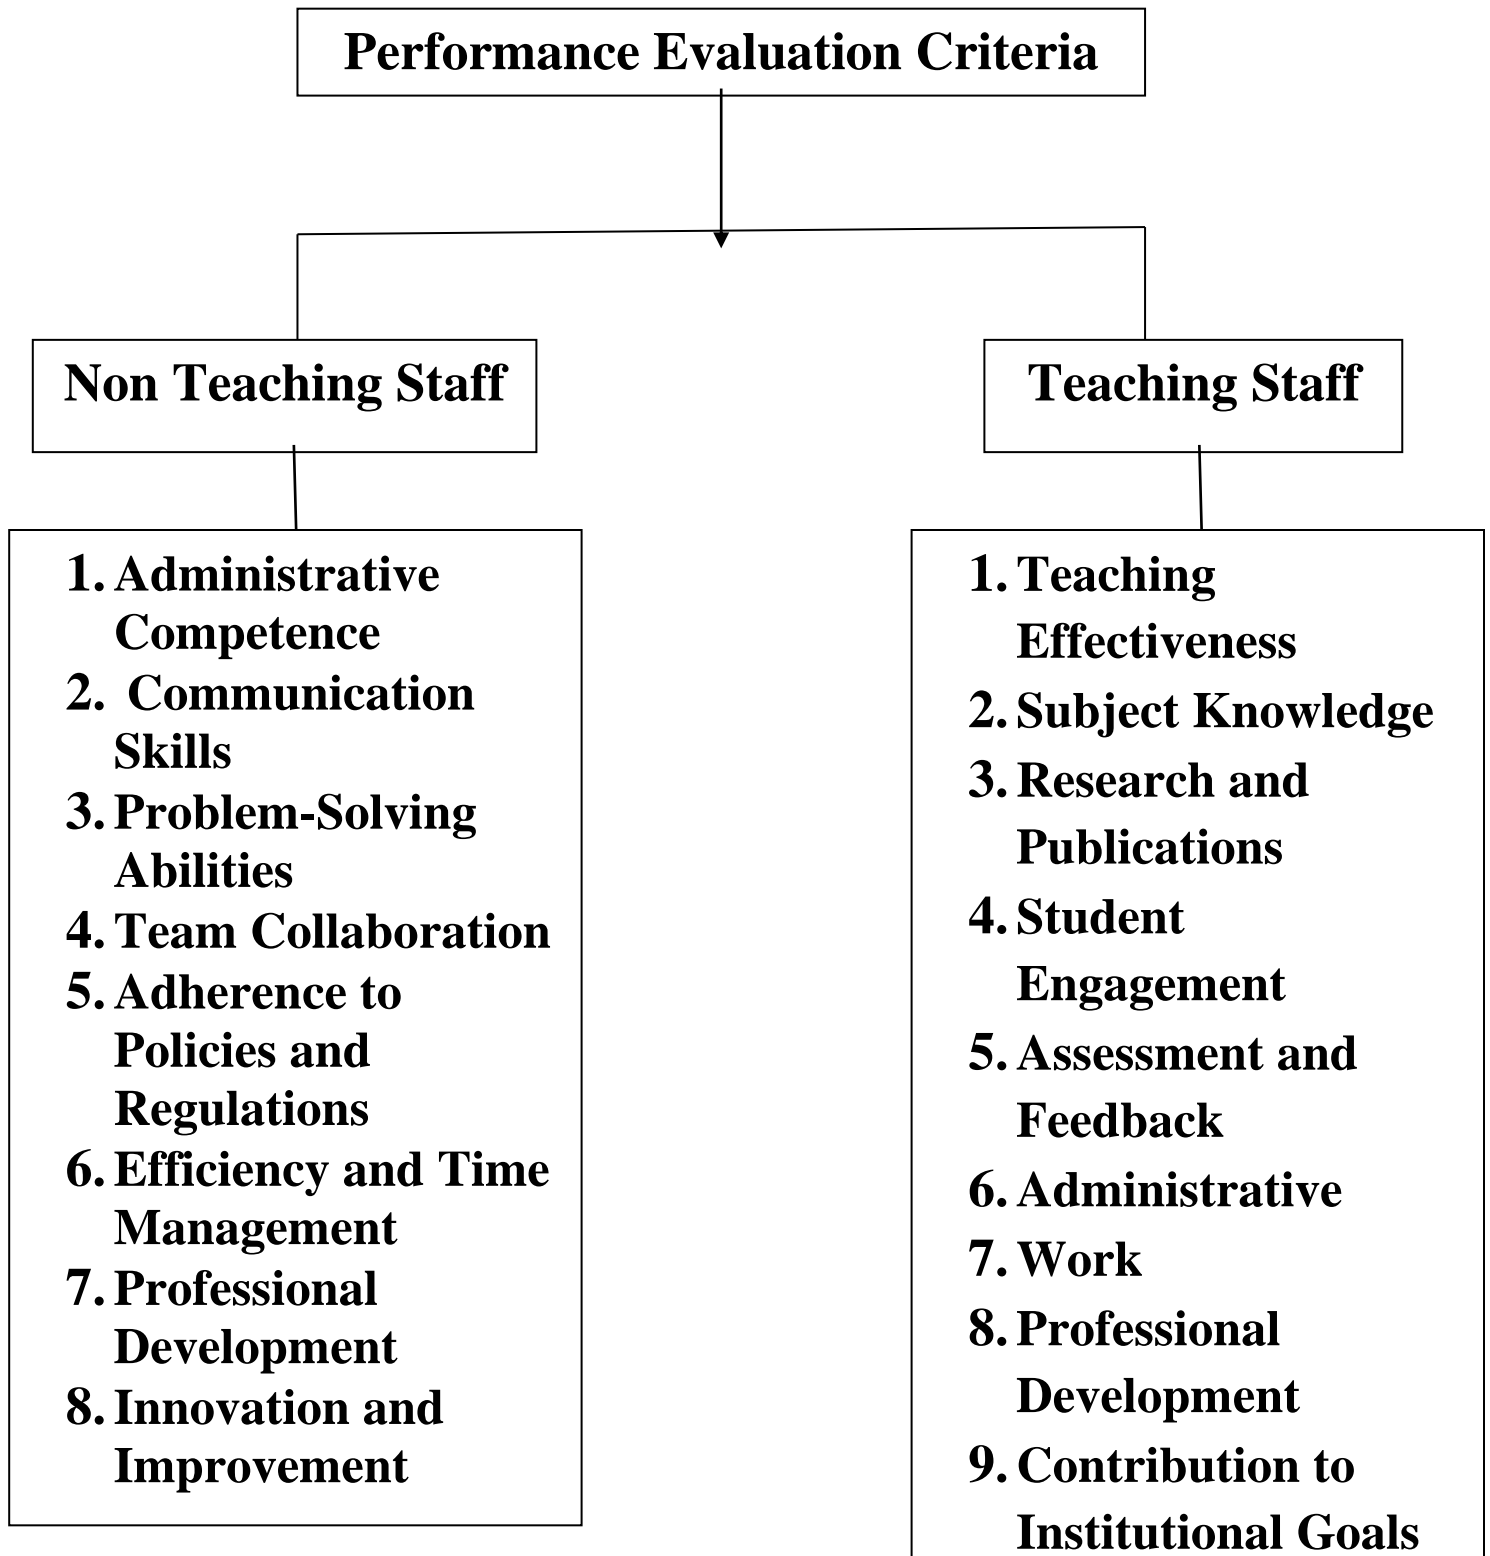 Performance Evaluation Criteria
Non Teaching Staff
1. Administrative
Competence
2. Communication
Skills
3. Problem-Solving
Abilities
4. Team Collaboration
5. Adherence to
Policies and
Regulations
6. Efficiency and Time
Management
7. Professional
Development
8. Innovation and
Improvement
Teaching Staff
1. Teaching
Effectiveness
2. Subject Knowledge
3. Research and
Publications
4. Student
Engagement
5. Assessment and
Feedback
6. Administrative
7. Work
8. Professional
Development
9. Contribution to
Institutional Goals